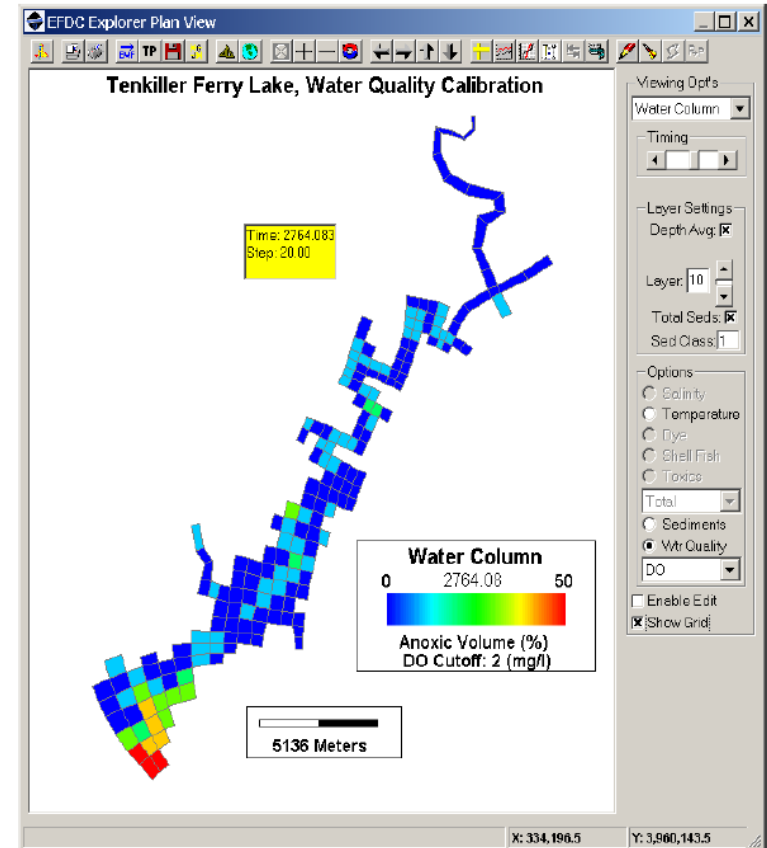 EFDC Explorer Plan View
TP
Tenkiller Ferry Lake, Water Quality Calibration
Time: 2764.083
Step: 20.00
Water Column
0 2764.08 50
Anoxic Volume (%)
DO Cutoff: 2 (mg/l)
5136 Meters
Viewing Opt's
Water Column
Timing
Layer Settings
Depth Avg:
Layer: 10
Total Seds:
Sed Class: 1
Options
Salinity
Temperature
Dye
Shell Fish
Toxics
Total
Sediments
Wtr Quality
DO
Enable Edit
Show Grid
X: 334,196.5 Y: 3,960,143.5